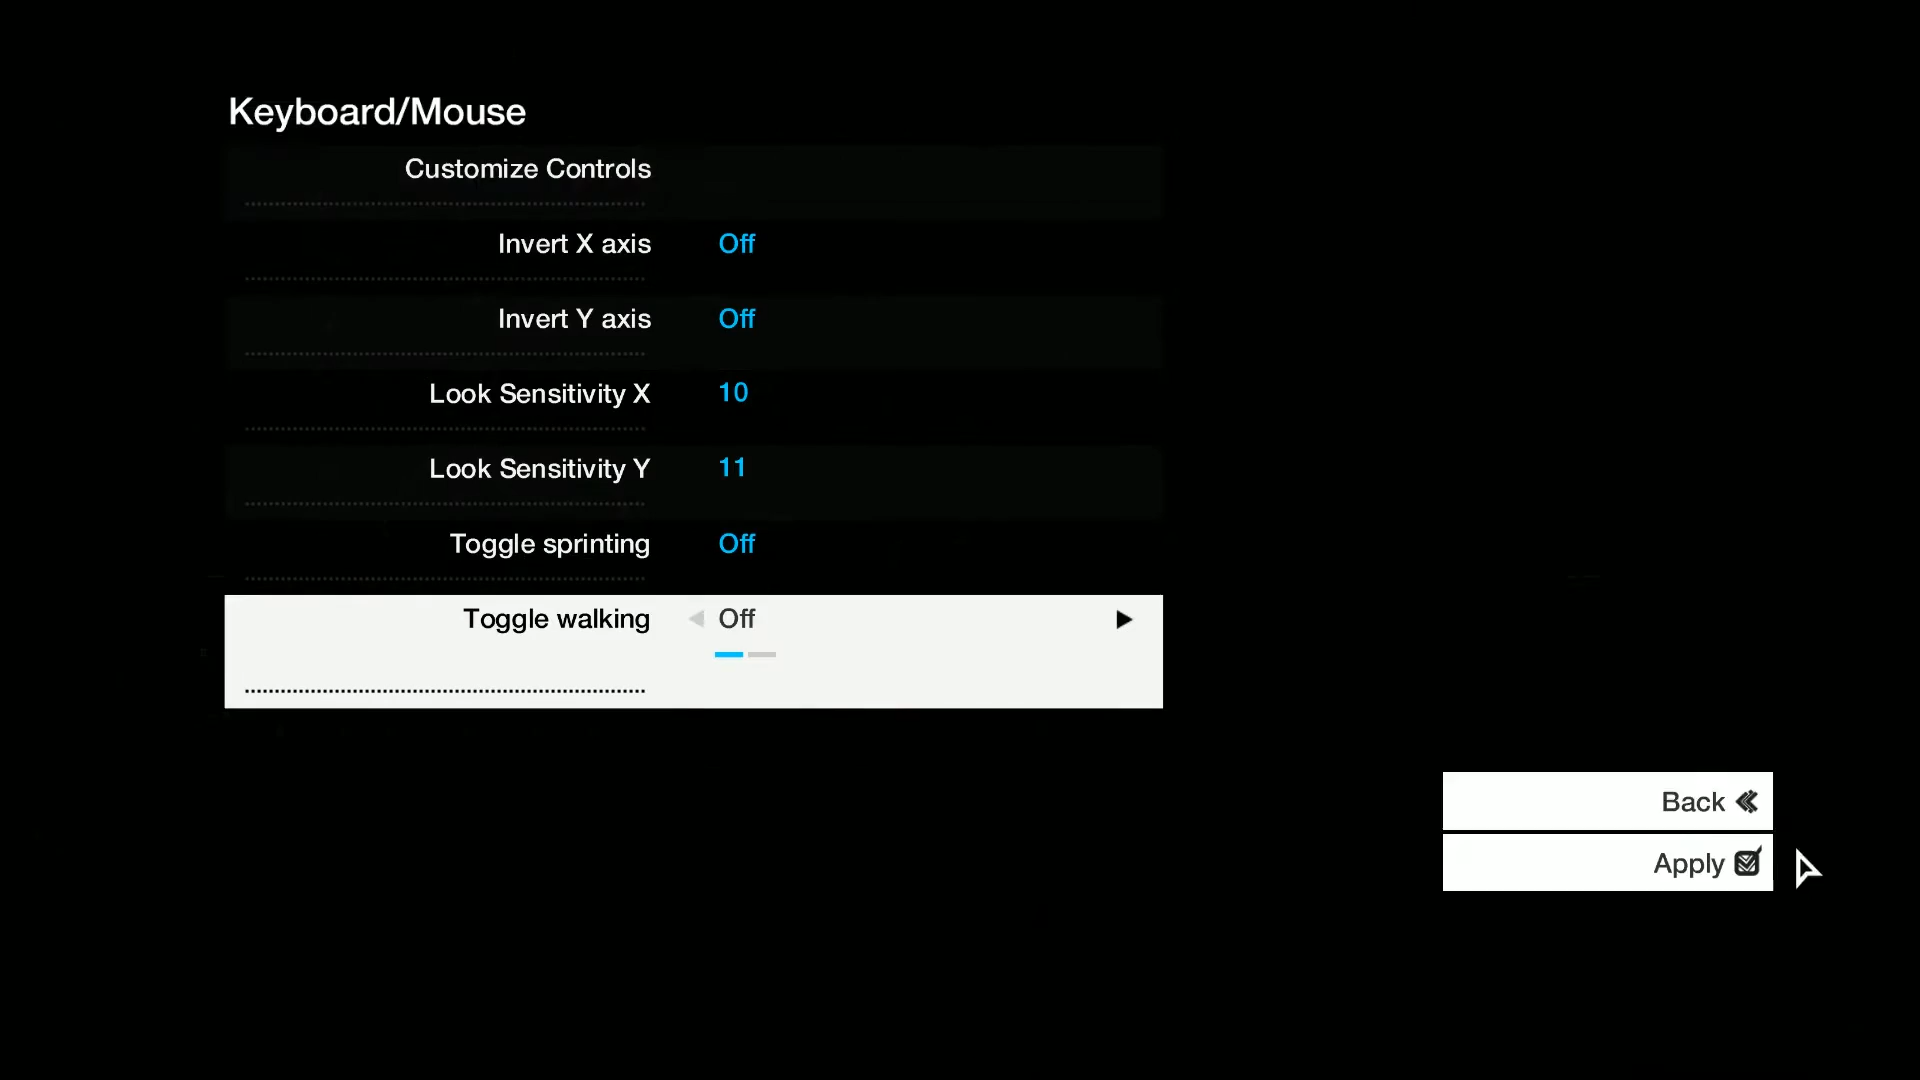 Keyboard/Mouse
Customize Controls
Invert X axis Off
Invert Y axis Off
Look Sensitivity X 10
Look Sensitivity Y 11
Toggle sprinting Off
Toggle walking Off
Back
Apply